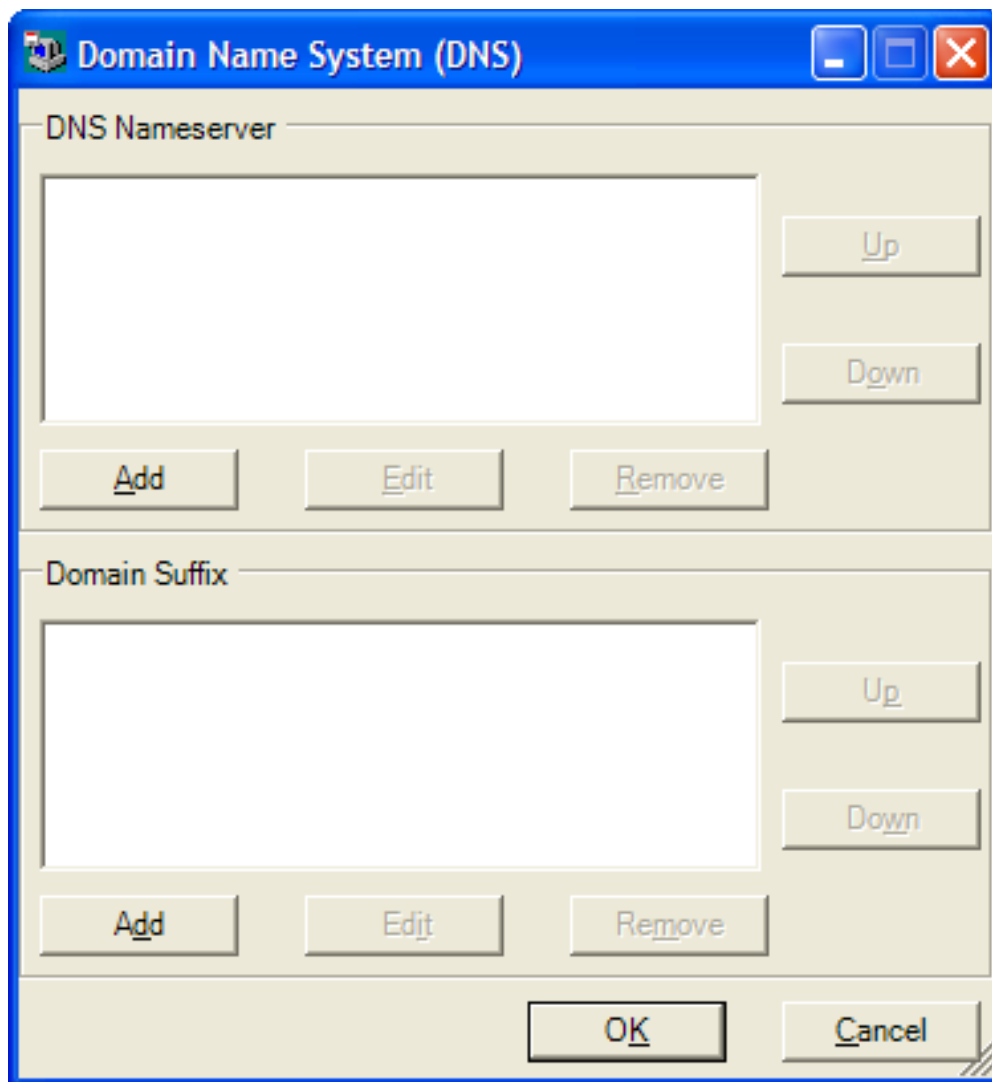 Domain Name System (DNS)
DNS Nameserver
Up
Down
Add
Edit
Remove
Domain Suffix
Up
Down
Add
Edit
Remove
OK
Cancel